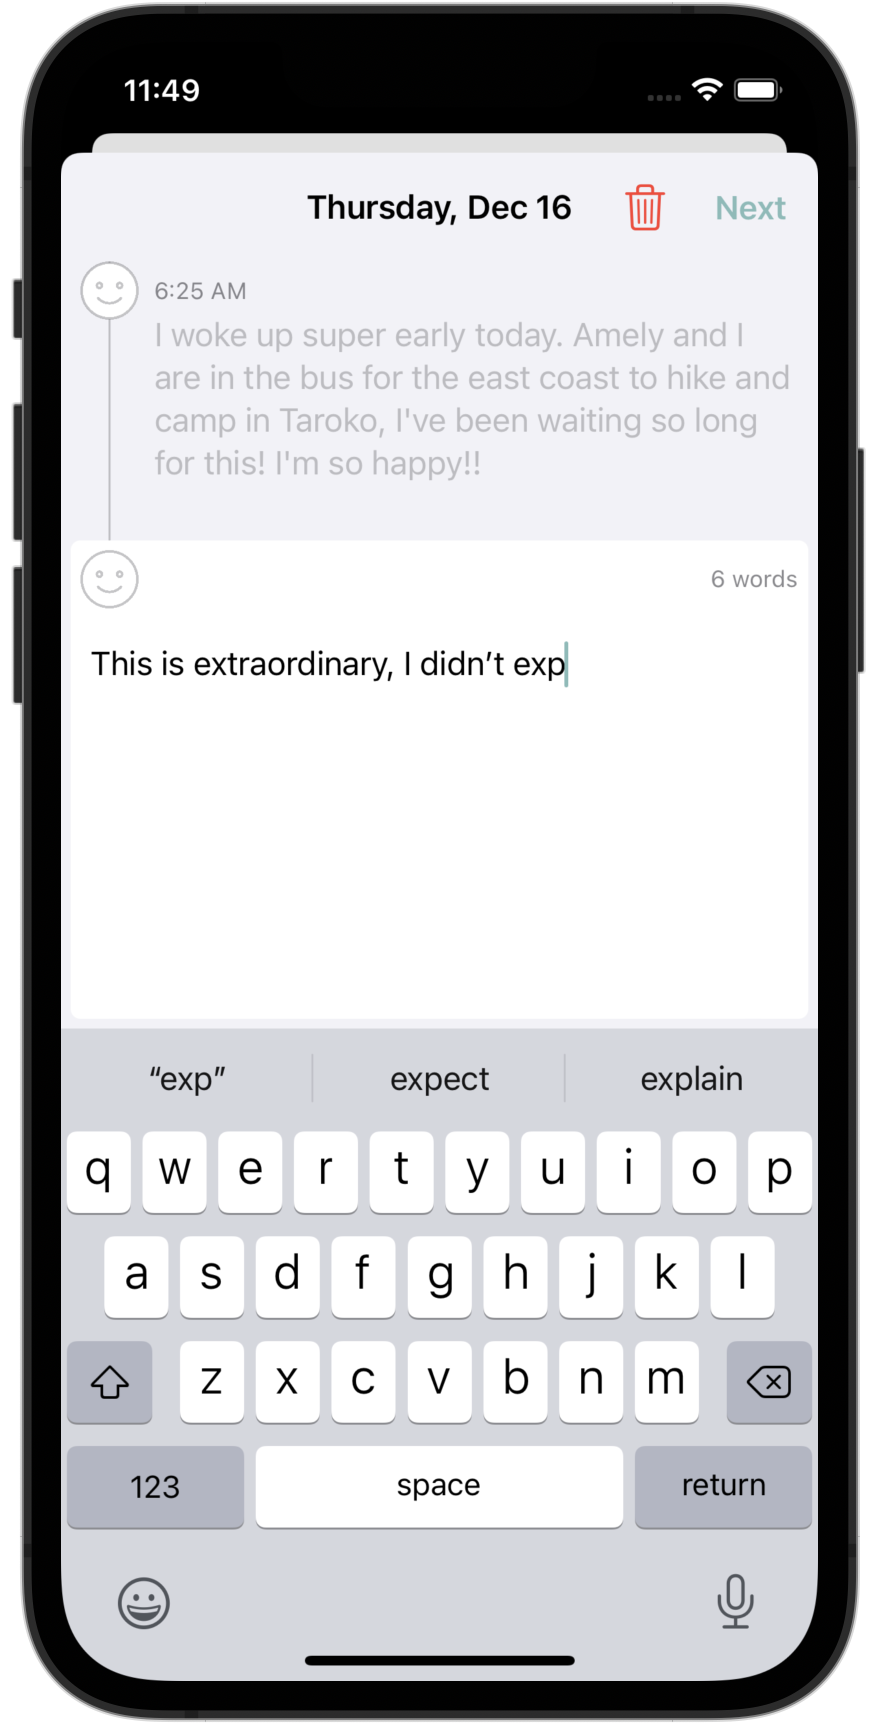 11:49
Thursday, Dec 16
Next
6:25 AM
I woke up super early today. Amely and I
are in the bus for the east coast to hike and
camp in Taroko, I've been waiting so long
for this! I'm so happy!!
6 words
This is extraordinary, I didn’t exp
“exp” expect explain
q w e r t y u i o p
a s d f g h j k l
z x c v b n m
123 space return